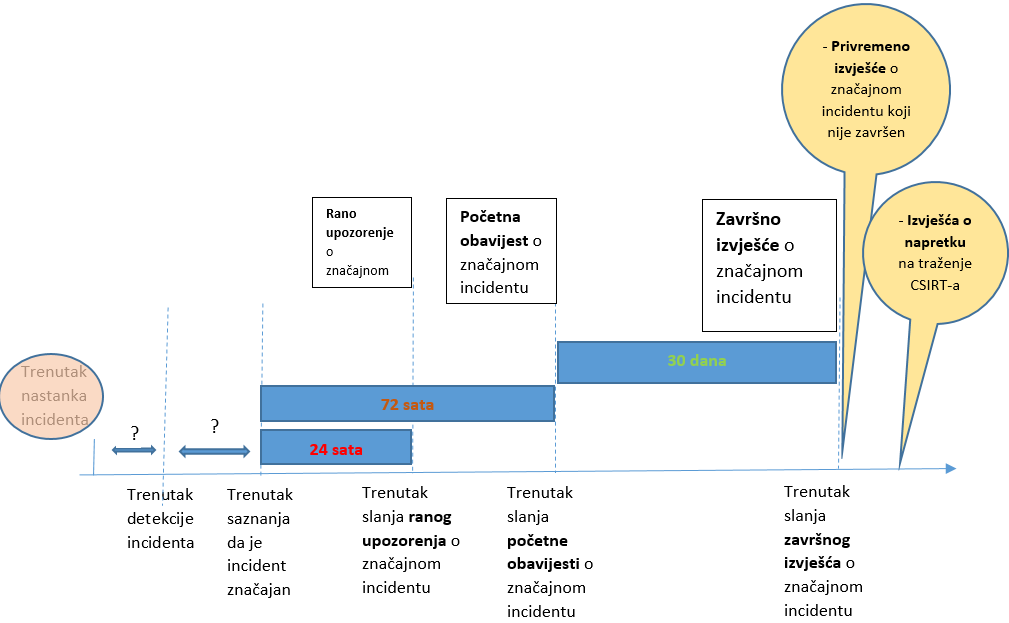 - Privremeno
izvješće o
značajnom
incidentu koji
nije završen
- Izvješća o
napretku
na traženje
CSIRT-a
Rano
upozorenje
o
značajnom
Početna
obavijest o
značajnom
incidentu
Završno
izvješće o
značajnom
incidentu
30 dana
72 sata
24 sata
Trenutak
nastanka
incidenta
?
?
Trenutak
detekcije
incidenta
Trenutak
saznanja
da je
incident
značajan
Trenutak
slanja ranog
upozorenja o
značajnom
incidentu
Trenutak
slanja
početne
obavijesti o
značajnom
incidentu
Trenutak
slanja
završnog
izvješća o
značajnom
incidentu